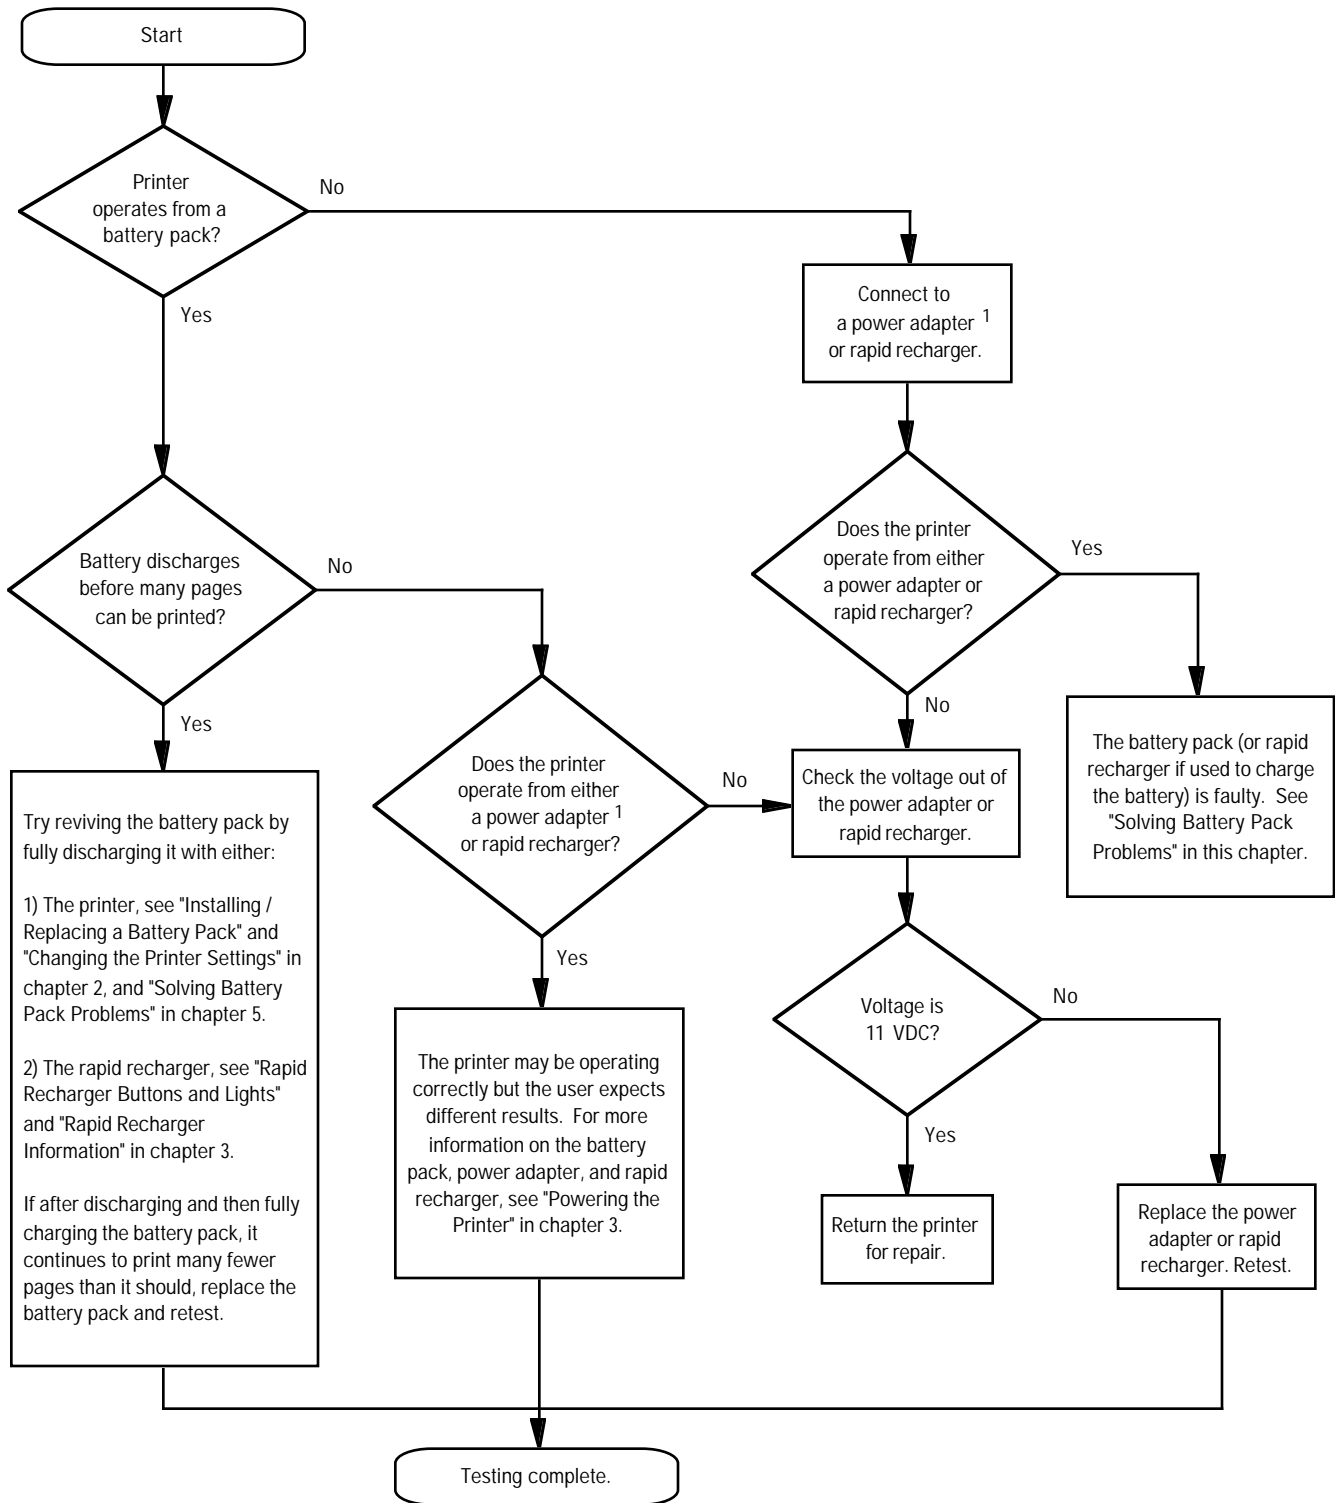 Start
Printer
operates from a
battery pack?
No
Yes
Connect to
a power adapter 1
or rapid recharger.
Does the printer
operate from either
a power adapter or
rapid recharger?
Yes
No
Battery discharges
before many pages
can be printed?
No
Yes
The battery pack (or rapid
recharger if used to charge
the battery) is faulty. See
"Solving Battery Pack
Problems" in this chapter.
Does the printer
operate from either
a power adapter 1
or rapid recharger?
No
Yes
Check the voltage out of
the power adapter or
rapid recharger.
Try reviving the battery pack by
fully discharging it with either:
1) The printer, see "Installing /
Replacing a Battery Pack" and
"Changing the Printer Settings" in
chapter 2, and "Solving Battery
Pack Problems" in chapter 5.
2) The rapid recharger, see "Rapid
Recharger Buttons and Lights"
and "Rapid Recharger
Information" in chapter 3.
If after discharging and then fully
charging the battery pack, it
continues to print many fewer
pages than it should, replace the
battery pack and retest.
The printer may be operating
correctly but the user expects
different results. For more
information on the battery
pack, power adapter, and rapid
recharger, see "Powering the
Printer" in chapter 3.
Voltage is
11 VDC?
No
Yes
Return the printer
for repair.
Replace the power
adapter or rapid
recharger. Retest.
Testing complete.